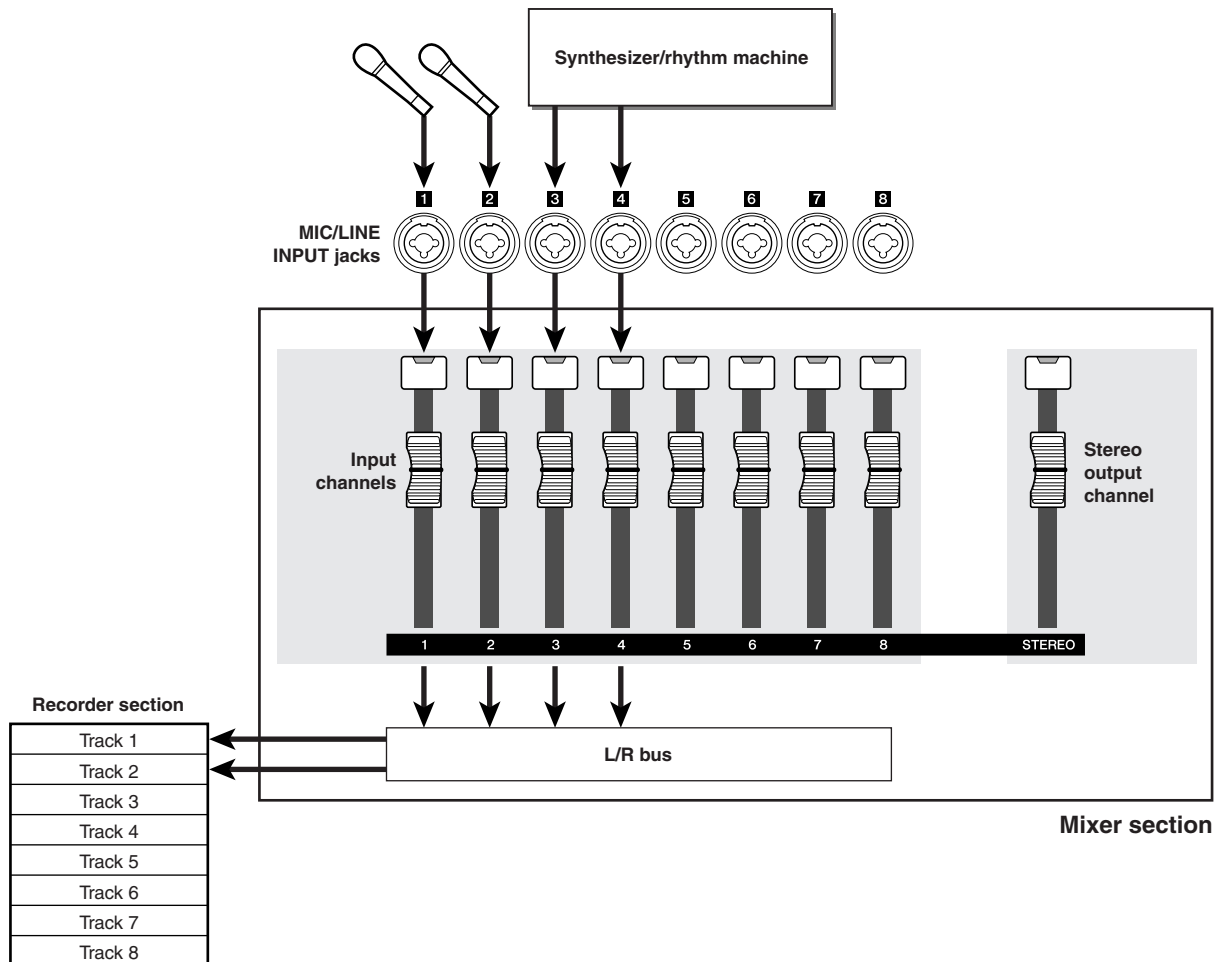 Synthesizer/rhythm machine
1 2 3 4 5 6 7 8
MIC/LINE
INPUT jacks
Input
channels
Stereo
output
channel
1 2 3 4 5 6 7 8 STEREO
Recorder section
Track 1
Track 2
Track 3
Track 4
Track 5
Track 6
Track 7
Track 8
L/R bus
Mixer section